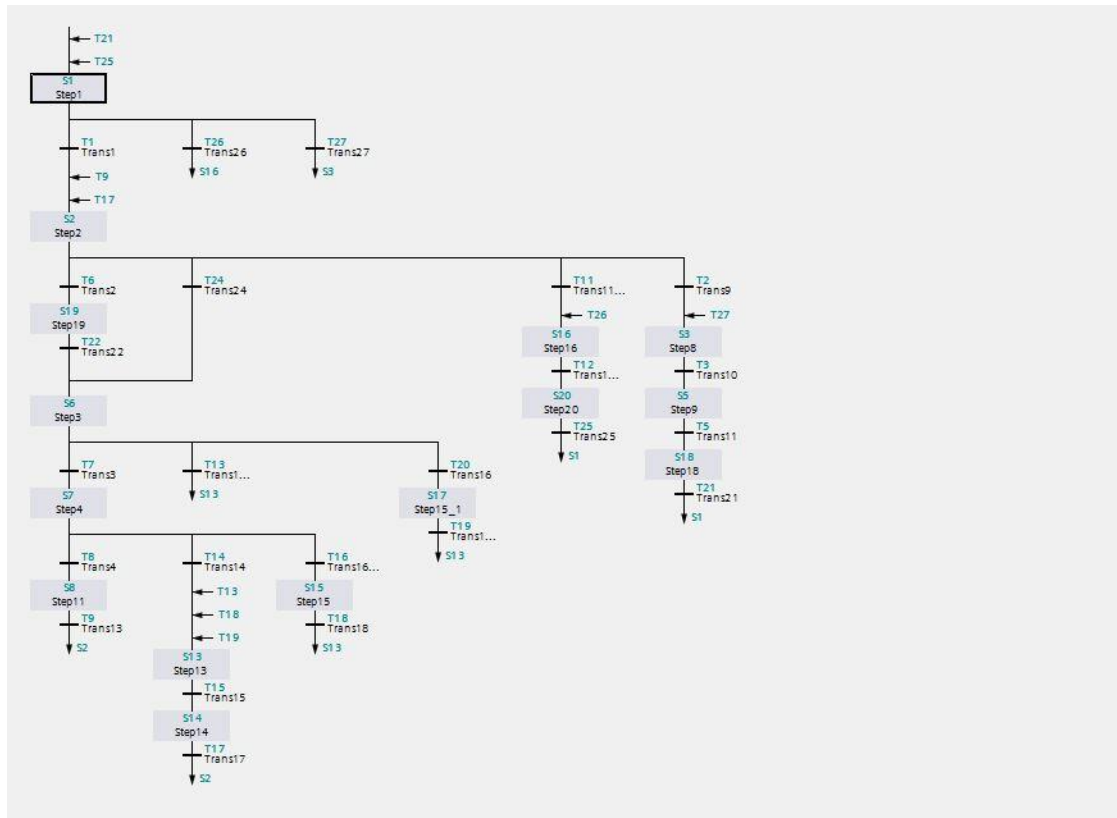 T21
T25
S1
Step1
T1
Trans1
T26
Trans26
T27
Trans27
S16
S3
T9
T17
S2
Step2
T6
Trans2
T24
Trans24
T11
Trans11...
T2
Trans9
S19
Step19
T26
T27
T22
Trans22
S16
Step16
S3
Step8
T12
Trans1...
T3
Trans10
S6
Step3
S20
Step20
S5
Step9
T25
Trans25
T5
Trans11
S1
S18
Step18
T7
Trans3
T13
Trans1...
T20
Trans16
T21
Trans21
S1
S7
Step4
S13
S17
Step15_1
T19
Trans1...
S13
T8
Trans4
T14
Trans14
T16
Trans16...
S8
Step11
T13
S15
Step15
T18
T9
Trans13
T19
T18
Trans18
S2
S13
S13
Step13
T15
Trans15
S14
Step14
T17
Trans17
S2